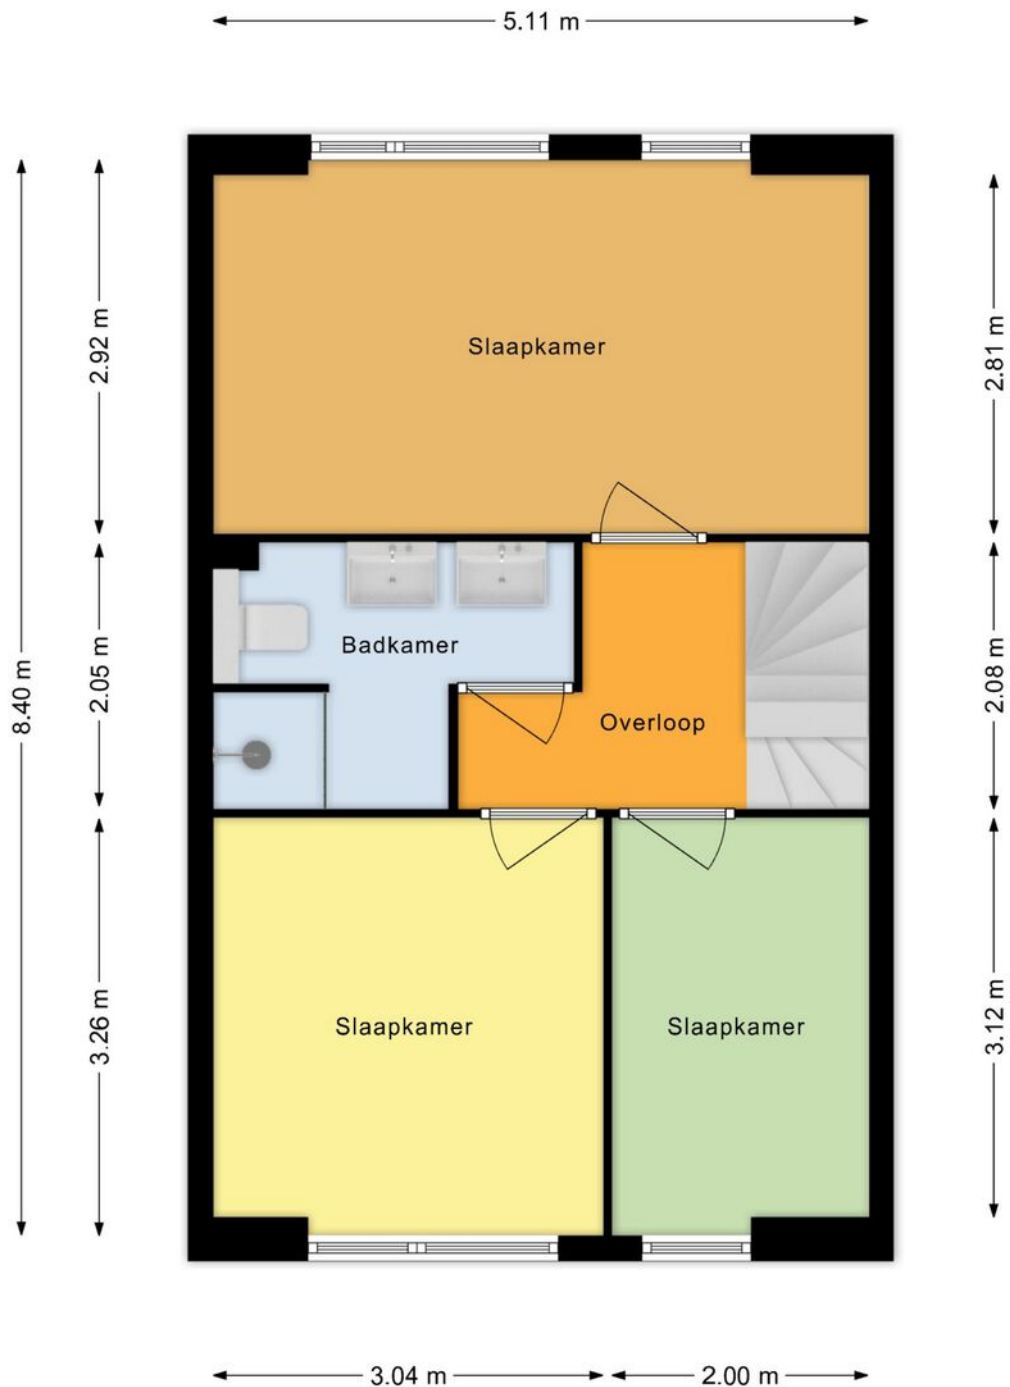 5.11 m
Slaapkamer
2.92 m
2.81 m
Badkamer
8.40 m
2.05 m
2.08 m
Overloop
Slaapkamer
Slaapkamer
3.26 m
3.12 m
3.04 m
2.00 m